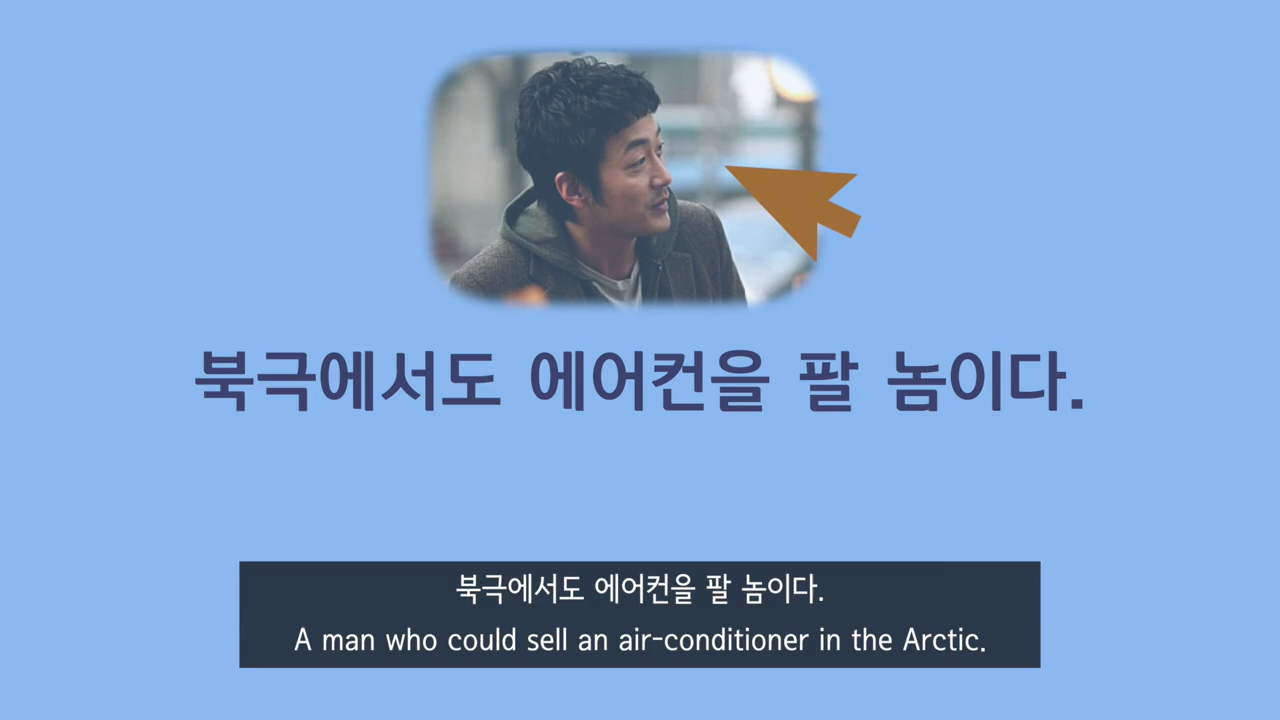 북극에서도 에어컨을 팔 놈이다.
북극에서도 에어컨을 팔 놈이다.
A man who could sell an air-conditioner in the Arctic.